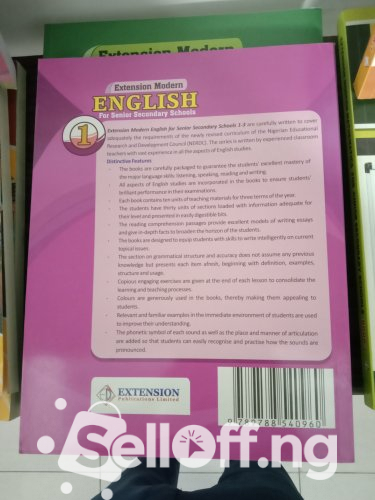 Extension Modern
Extension Modern
ENGLISH
For Senior Secondary Schools
1
Extension Modern English for Senior Secondary Schools 1-3 are carefully written to cover
adequately the requirements of the newly revised curriculum of the Nigerian Educational
Research and Development Council (NERDC). The series is written by experienced classroom
teachers with vast experience in all the aspects of English studies.
Distinctive Features
- The books are carefully packaged to guarantee the students' excellent mastery of
the major language skills: listening, speaking, reading and writing.
- All aspects of English studies are incorporated in the books to ensure students'
brilliant performance in their examinations.
- Each book contains ten units of teaching materials for three terms of the year.
- The students have thirty units of sections loaded with information adequate for
their level and presented in easily digestible bits.
- The reading comprehension passages provide excellent models of writing essays
and give in-depth facts to broaden the horizon of the students.
- The books are designed to equip students with skills to write intelligently on current
topical issues.
- The section on grammatical structure and accuracy does not assume any previous
knowledge but presents each item afresh, beginning with definition, examples,
structure and usage.
- Copious engaging exercises are given at the end of each lesson to consolidate the
learning and teaching processes.
- Colours are generously used in the books, thereby making them appealing to
students.
- Relevant and familiar examples in the immediate environment of students are used
to improve their understanding.
- The phonetic symbol of each sound as well as the place and manner of articulation
are added so that students can easily recognise and practise how the sounds are
pronounced.
EXTENSION
Publications Limited
9 789788 540960
Selloff.ng